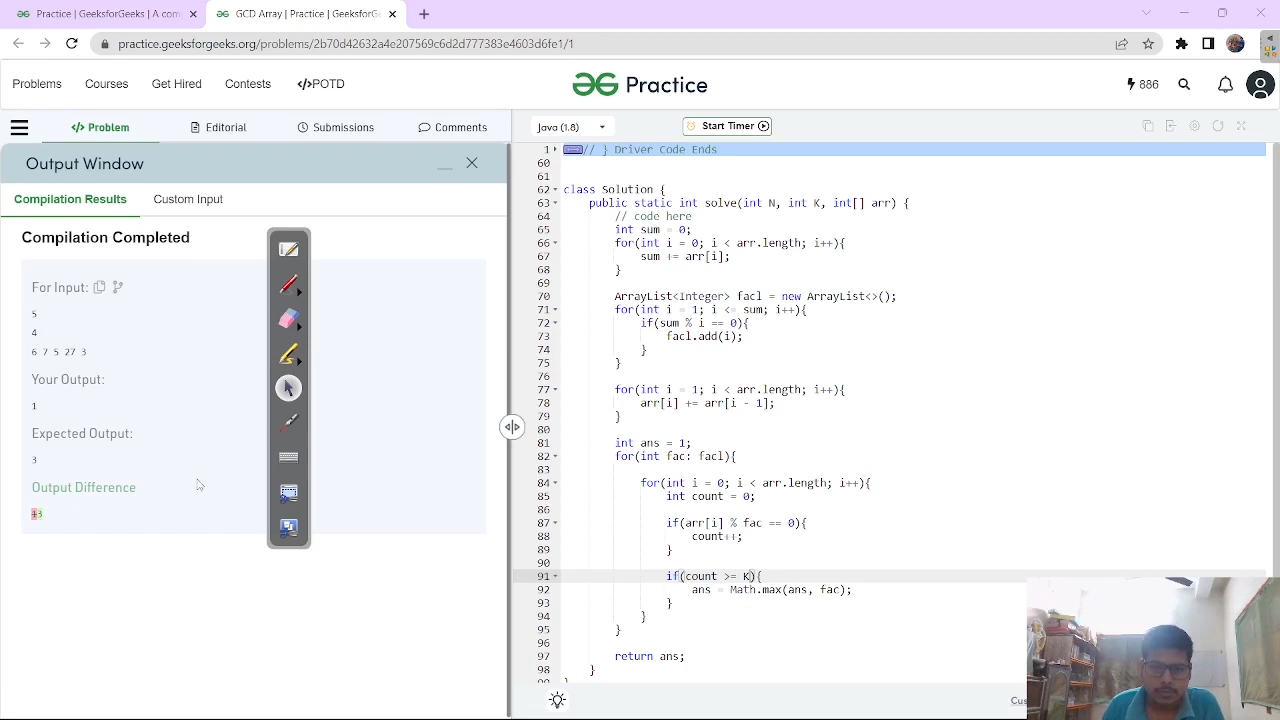 Practice | GeeksforGeeks | A com
GCD Array | Practice | GeeksforGe
practice.geeksforgeeks.org/problems/2b70d42632a4e207569c6d2d777383e4603d6fe1/1
Problems
Courses
Get Hired
Contests
</>POTD
Practice
886
</> Problem
Editorial
Submissions
Comments
Java (1.8)
Start Timer
Output Window
Compilation Results
Custom Input
Compilation Completed
For Input:
5
4
6 7 5 27 3
Your Output:
1
Expected Output:
3
Output Difference
13
1 // } Driver Code Ends
60
61
62 class Solution {
63 public static int solve(int N, int K, int[] arr) {
64 // code here
65 int sum = 0;
66 for(int i = 0; i < arr.length; i++){
67 sum += arr[i];
68 }
69
70 ArrayList<Integer> facl = new ArrayList<>();
71 for(int i = 1; i <= sum; i++){
72 if(sum % i == 0){
73 facl.add(i);
74 }
75 }
76
77 for(int i = 1; i < arr.length; i++){
78 arr[i] += arr[i - 1];
79 }
80
81 int ans = 1;
82 for(int fac: facl){
83
84 for(int i = 0; i < arr.length; i++){
85 int count = 0;
86
87 if(arr[i] % fac == 0){
88 count++;
89 }
90
91 if(count >= K){
92 ans = Math.max(ans, fac);
93 }
94 }
95 }
96
97 return ans;
98 }